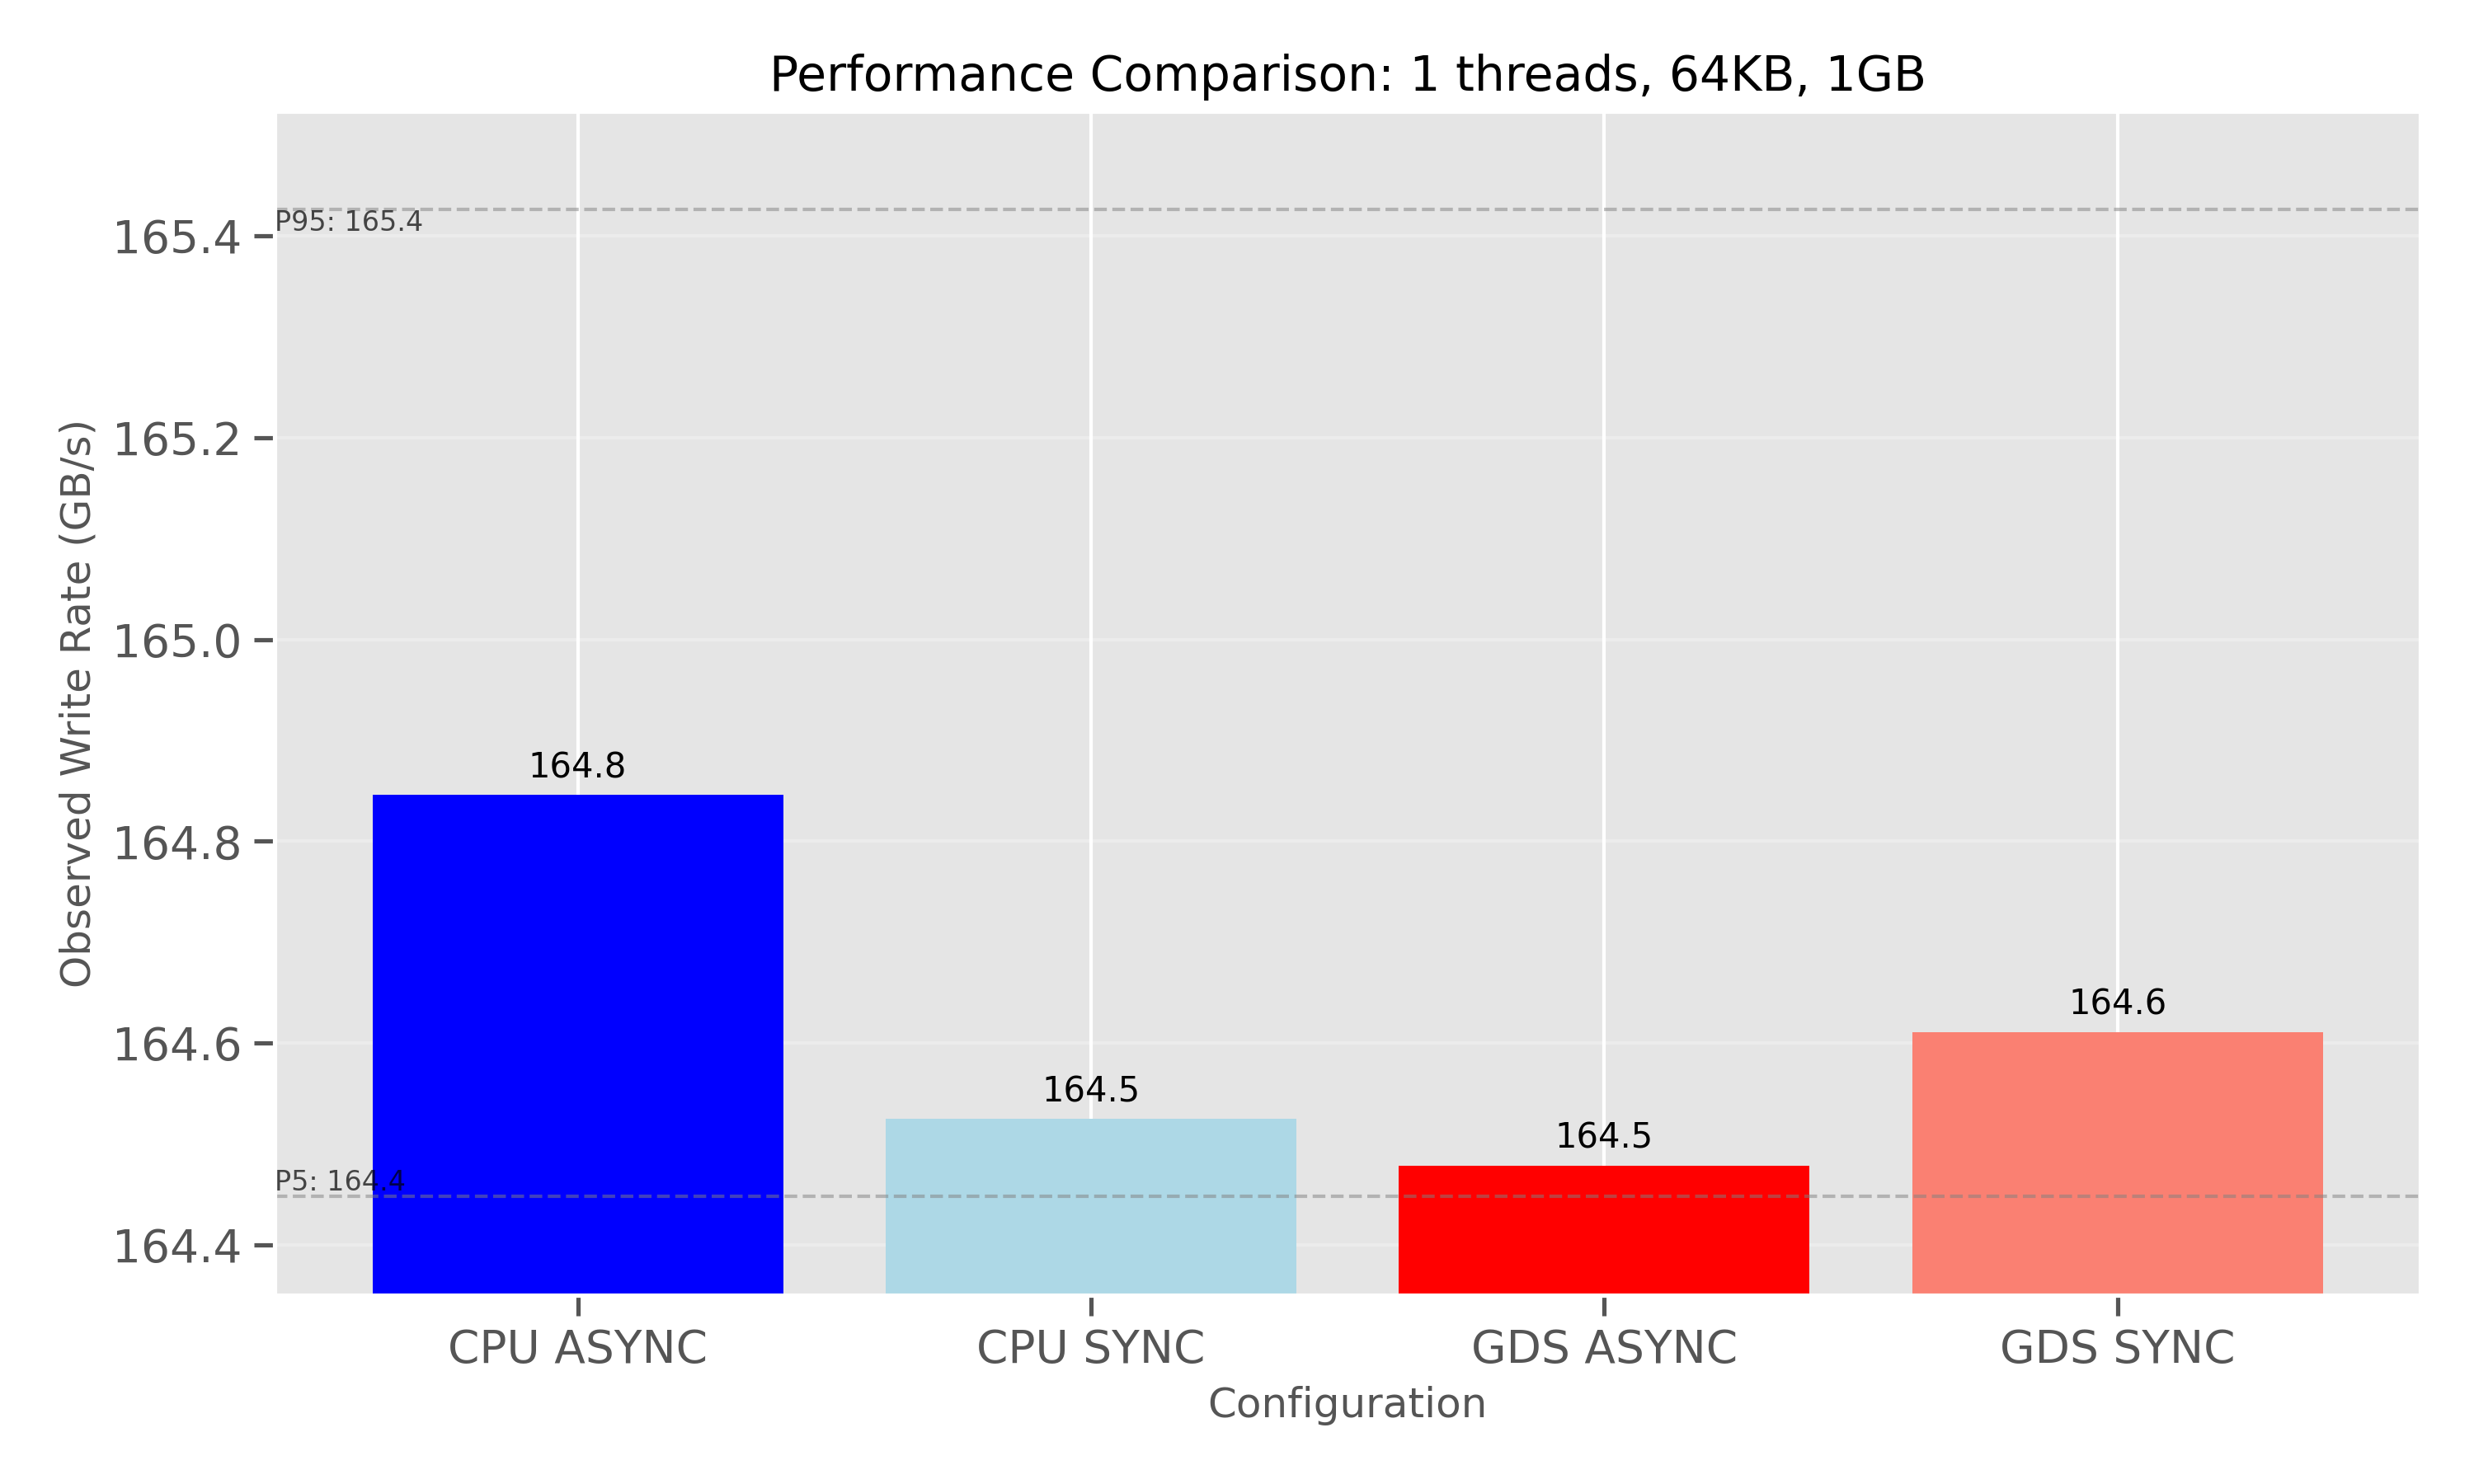 Performance Comparison: 1 threads, 64KB, 1GB
Observed Write Rate (GB/s)
165.4
165.2
165.0
164.8
164.6
164.4
P95: 165.4
P5: 164.4
164.8
164.5
164.5
164.6
CPU ASYNC
CPU SYNC
GDS ASYNC
GDS SYNC
Configuration